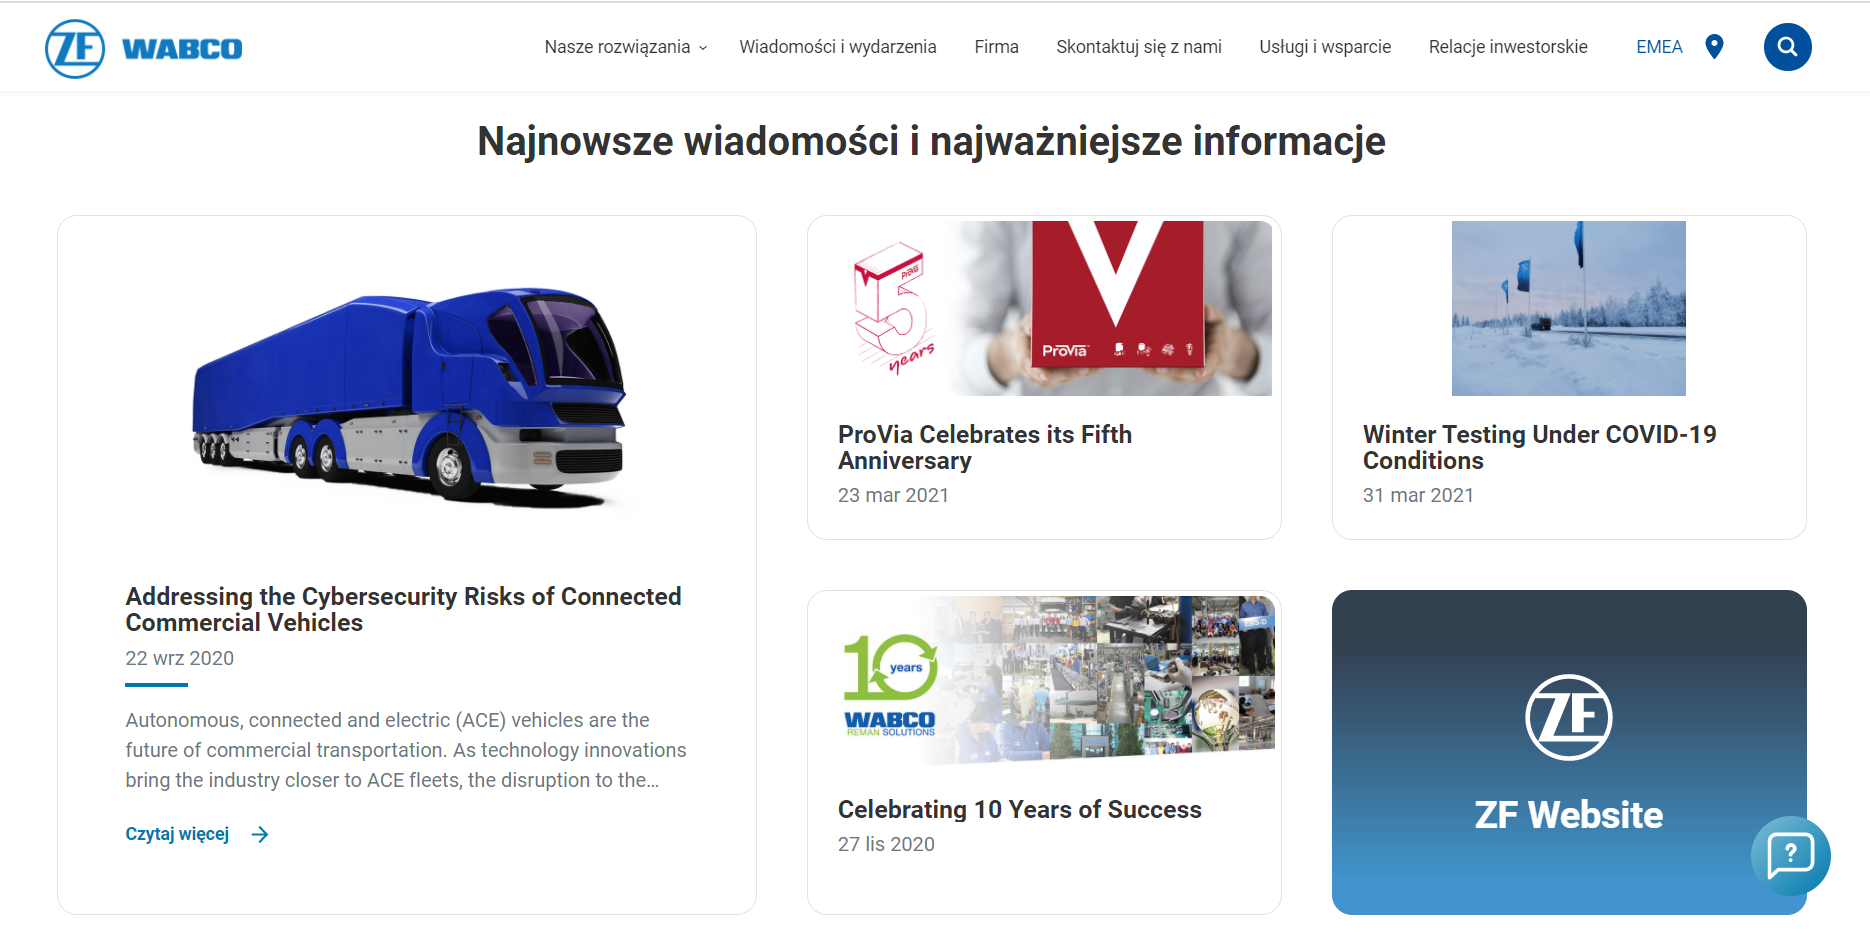 ZF WABCO
Nasze rozwiązania
Wiadomości i wydarzenia
Firma
Skontaktuj się z nami
Usługi i wsparcie
Relacje inwestorskie
EMEA
Najnowsze wiadomości i najważniejsze informacje
Addressing the Cybersecurity Risks of Connected
Commercial Vehicles
22 wrz 2020
Autonomous, connected and electric (ACE) vehicles are the
future of commercial transportation. As technology innovations
bring the industry closer to ACE fleets, the disruption to the...
Czytaj więcej
ProVia
5
years
V
ProVia
ProVia Celebrates its Fifth
Anniversary
23 mar 2021
Winter Testing Under COVID-19
Conditions
31 mar 2021
10
years
WABCO
REMAN SOLUTIONS
EBS-D
Celebrating 10 Years of Success
27 lis 2020
ZF
ZF Website
?